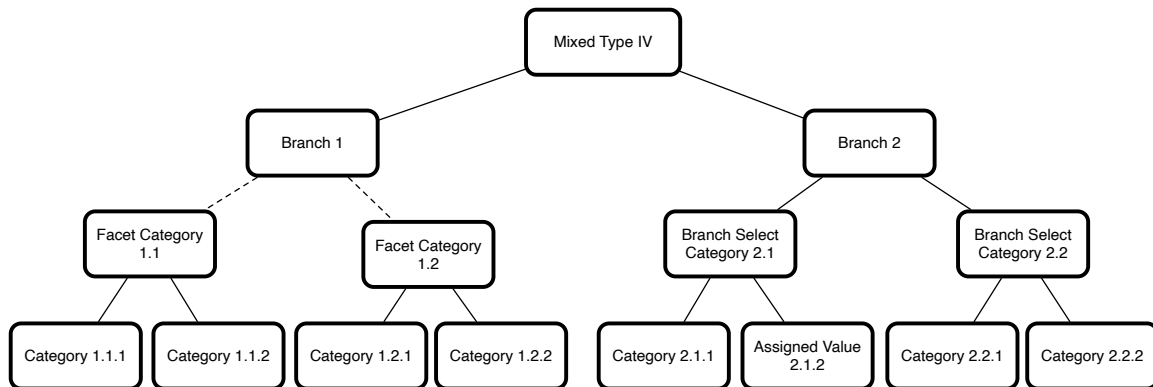 Mixed Type IV
Branch 1
Branch 2
Facet Category
1.1
Facet Category
1.2
Branch Select
Category 2.1
Branch Select
Category 2.2
Category 1.1.1
Category 1.1.2
Category 1.2.1
Category 1.2.2
Category 2.1.1
Assigned Value
2.1.2
Category 2.2.1
Category 2.2.2